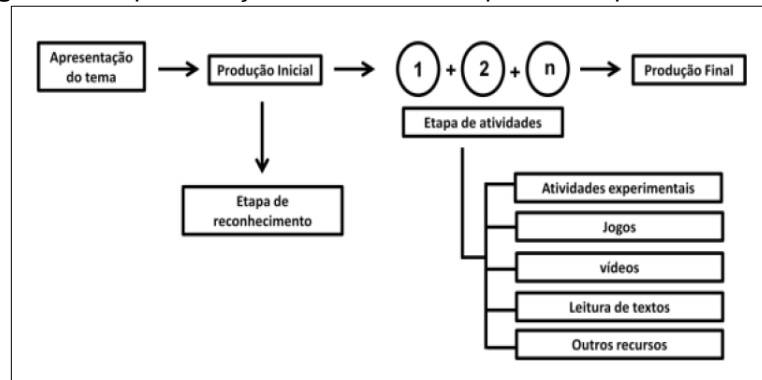 Apresentação
do tema
Produção Inicial
1 + 2 + n
Produção Final
Etapa de atividades
Etapa de
reconhecimento
Atividades experimentais
Jogos
vídeos
Leitura de textos
Outros recursos